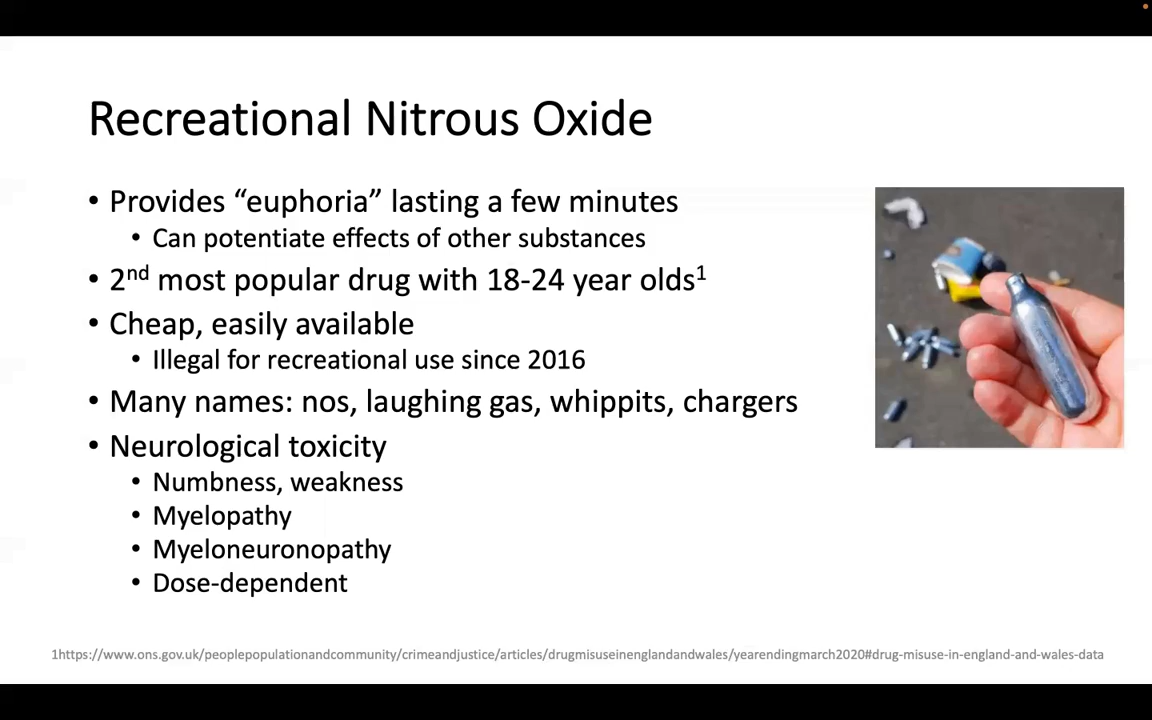 Recreational Nitrous Oxide
• Provides “euphoria” lasting a few minutes
• Can potentiate effects of other substances
• 2nd most popular drug with 18-24 year olds1
• Cheap, easily available
• Illegal for recreational use since 2016
• Many names: nos, laughing gas, whippits, chargers
• Neurological toxicity
• Numbness, weakness
• Myelopathy
• Myeloneuronopathy
• Dose-dependent
1https://www.ons.gov.uk/peoplepopulationandcommunity/crimeandjustice/articles/drugmisuseinenglandandwales/yearendingmarch2020#drug-misuse-in-england-and-wales-data